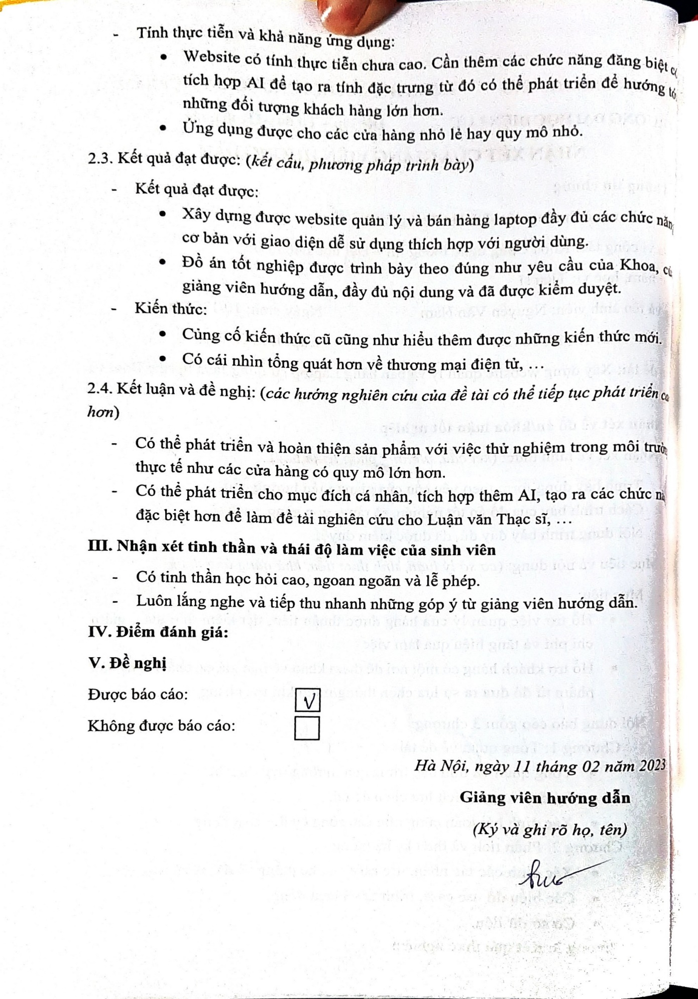 - Tính thực tiễn và khả năng ứng dụng:
• Website có tính thực tiễn chưa cao. Cần thêm các chức năng đăng biệt
tích hợp AI để tạo ra tính đặc trưng từ đó có thể phát triển để hướng
những đối tượng khách hàng lớn hơn.
• Ứng dụng được cho các cửa hàng nhỏ lẻ hay quy mô nhỏ.
2.3. Kết quả đạt được: (kết cấu, phương pháp trình bày)
- Kết quả đạt được:
• Xây dựng được website quản lý và bán hàng laptop đầy đủ các chức
cơ bản với giao diện dễ sử dụng thích hợp với người dùng.
• Đồ án tốt nghiệp được trình bày theo đúng như yêu cầu của Khoa,
giảng viên hướng dẫn, đầy đủ nội dung và đã được kiểm duyệt.
- Kiến thức:
• Củng cố kiến thức cũ cũng như hiểu thêm được những kiến thức mới.
• Có cái nhìn tổng quát hơn về thương mại điện tử, …
2.4. Kết luận và đề nghị: (các hướng nghiên cứu của đề tài có thể tiếp tục phát triển
hơn)
- Có thể phát triển và hoàn thiện sản phẩm với việc thử nghiệm trong môi
thực tế như các cửa hàng có quy mô lớn hơn.
- Có thể phát triển cho mục đích cá nhân, tích hợp thêm AI, tạo ra các chức
đặc biệt hơn để làm đề tài nghiên cứu cho Luận văn Thạc sĩ, …
III. Nhận xét tinh thần và thái độ làm việc của sinh viên
- Có tinh thần học hỏi cao, ngoan ngoãn và lễ phép.
- Luôn lắng nghe và tiếp thu nhanh những góp ý từ giảng viên hướng dẫn.
IV. Điểm đánh giá:
V. Đề nghị
Được báo cáo: V
Không được báo cáo:
Hà Nội, ngày 11 tháng 02 năm 2023
Giảng viên hướng dẫn
(Ký và ghi rõ họ, tên)